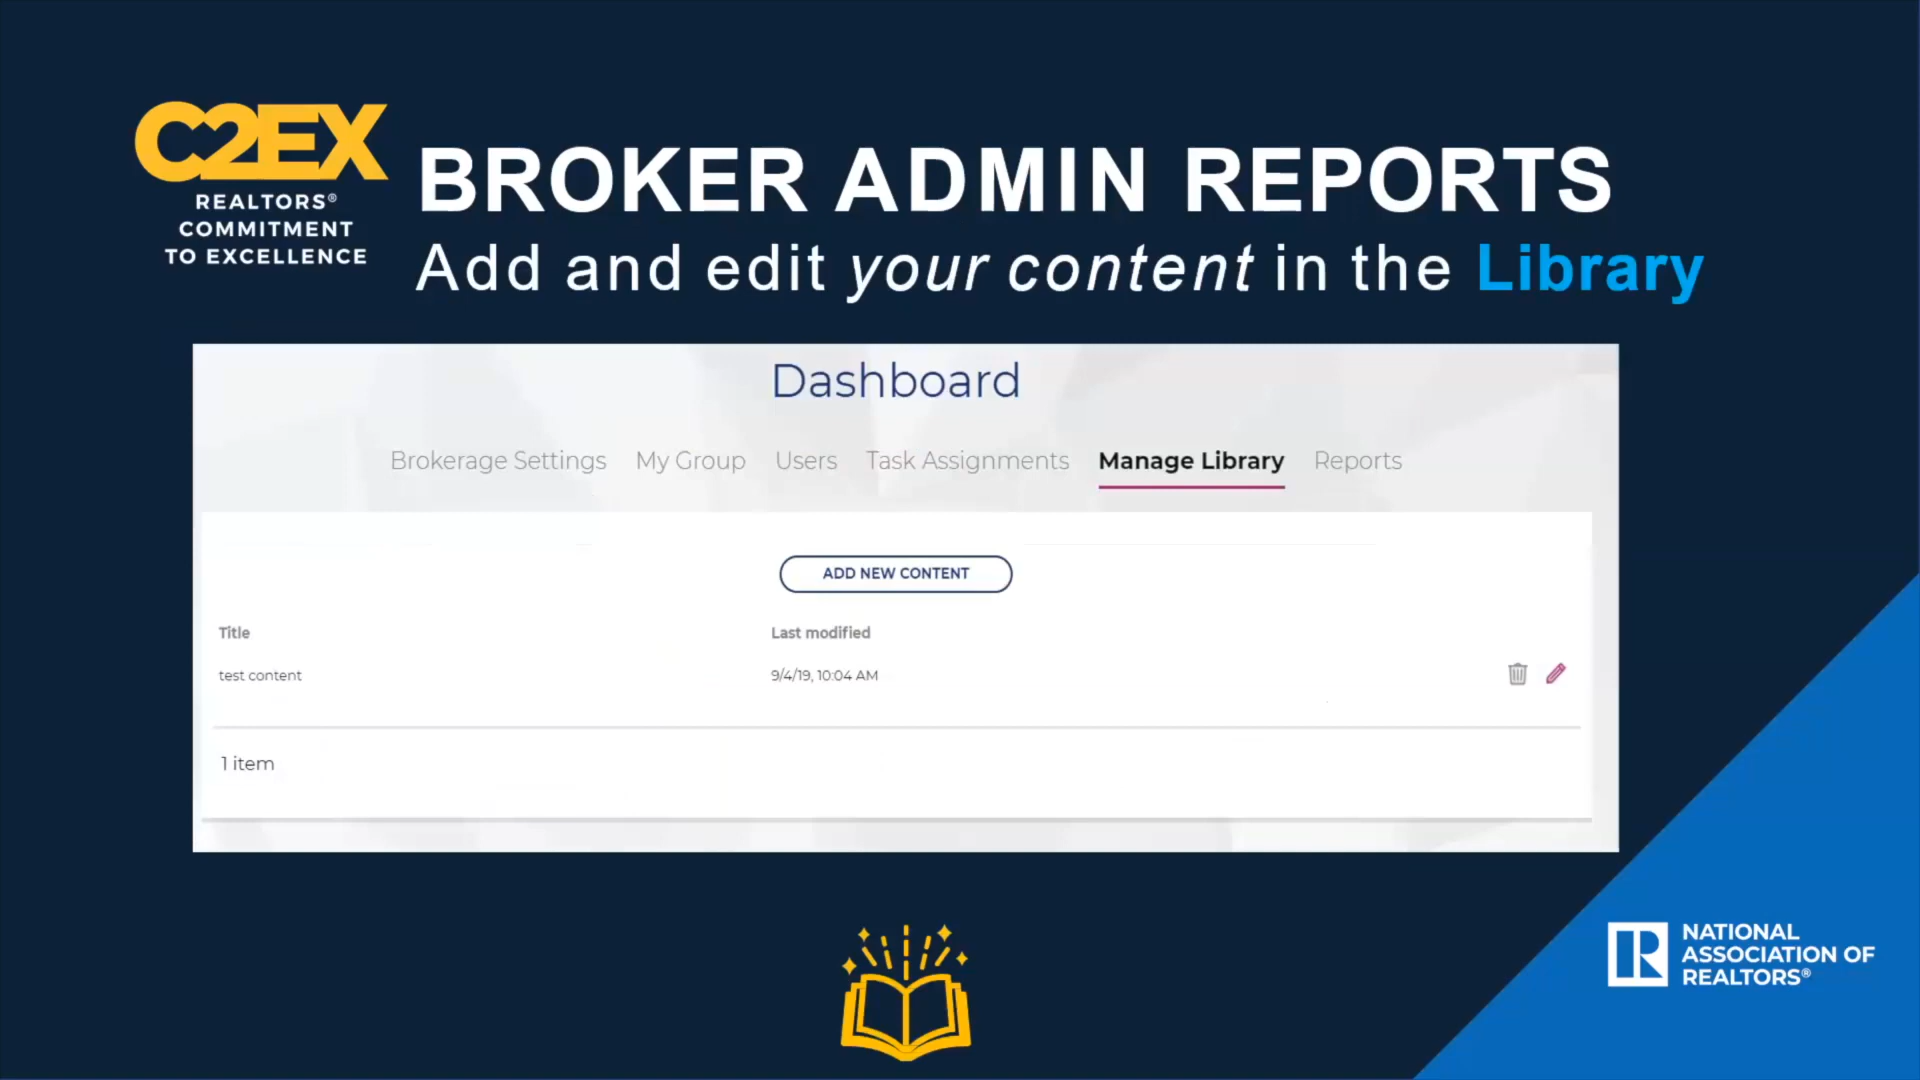 C2EX
REALTORS®
COMMITMENT
TO EXCELLENCE
BROKER ADMIN REPORTS
Add and edit your content in the Library
Dashboard
Brokerage Settings My Group Users Task Assignments Manage Library Reports
ADD NEW CONTENT
Title Last modified
test content 9/4/19, 10:04 AM
1 item
NATIONAL
ASSOCIATION OF
REALTORS®